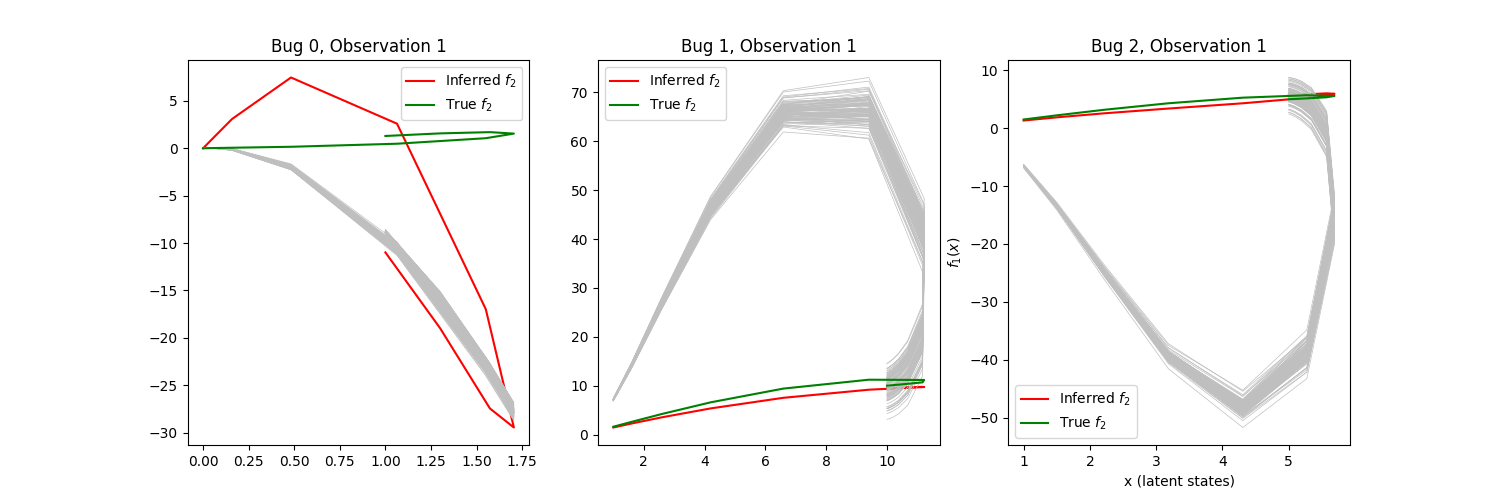 Bug 0, Observation 1
Inferred f₂
True f₂
5
0
−5
−10
−15
−20
−25
−30
0.00 0.25 0.50 0.75 1.00 1.25 1.50 1.75
Bug 1, Observation 1
Inferred f₂
True f₂
70
60
50
40
30
20
10
0
2 4 6 8 10
Bug 2, Observation 1
10
0
−10
−20
−30
−40
−50
f₁(x)
Inferred f₂
True f₂
1 2 3 4 5
x (latent states)